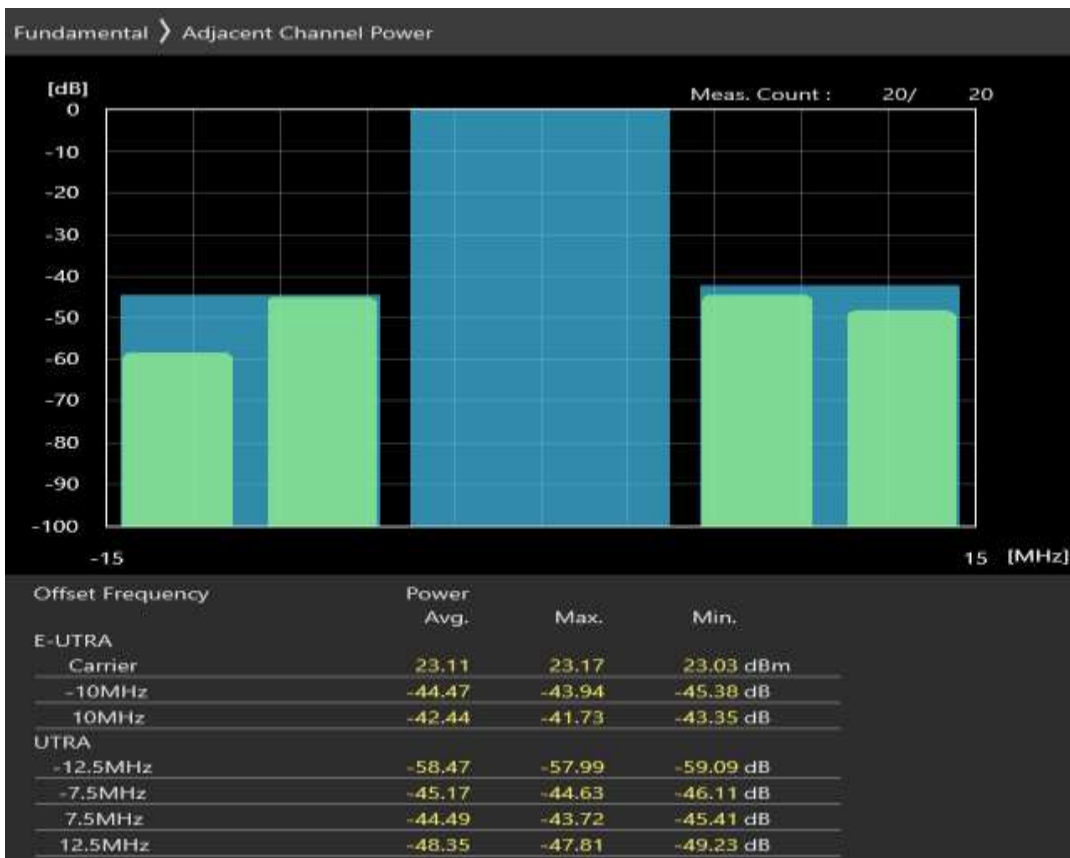 Fundamental ❯ Adjacent Channel Power
[dB]
Meas. Count : 20/ 20
0
-10
-20
-30
-40
-50
-60
-70
-80
-90
-100
-15 15 [MHz]
Offset Frequency Power
Avg. Max. Min.
E-UTRA
Carrier 23.11 23.17 23.03 dBm
-10MHz -44.47 -43.94 -45.38 dB
10MHz -42.44 -41.73 -43.35 dB
UTRA
-12.5MHz -58.47 -57.99 -59.09 dB
-7.5MHz -45.17 -44.63 -46.11 dB
7.5MHz -44.49 -43.72 -45.41 dB
12.5MHz -48.35 -47.81 -49.23 dB